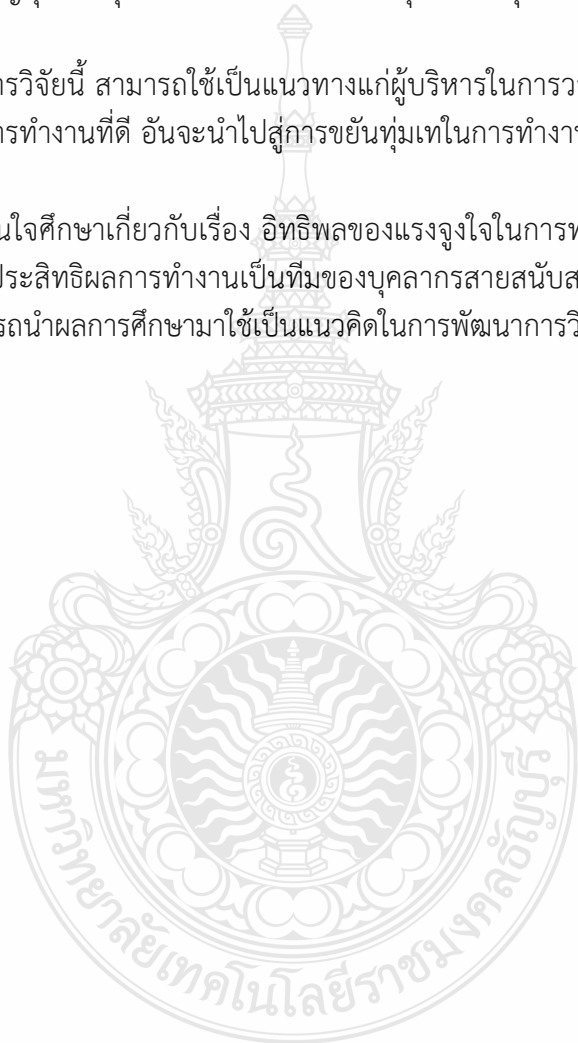 ารวิจัยนี้ สามารถใช้เป็นแนวทางแก่ผู้บริหารในการว
ารทำงานที่ดี อันจะนำไปสู่การขยันทุ่มเทในการทำงาน
นใจศึกษาเกี่ยวกับเรื่อง อิทธิพลของแรงจูงใจในการท
ประสิทธิผลการทำงานเป็นทีมของบุคลากรสายสนับส
รถนำผลการศึกษามาใช้เป็นแนวคิดในการพัฒนาการวิ
มหาวิทยาลัยเทคโนโลยีราชมงคลธัญบุรี